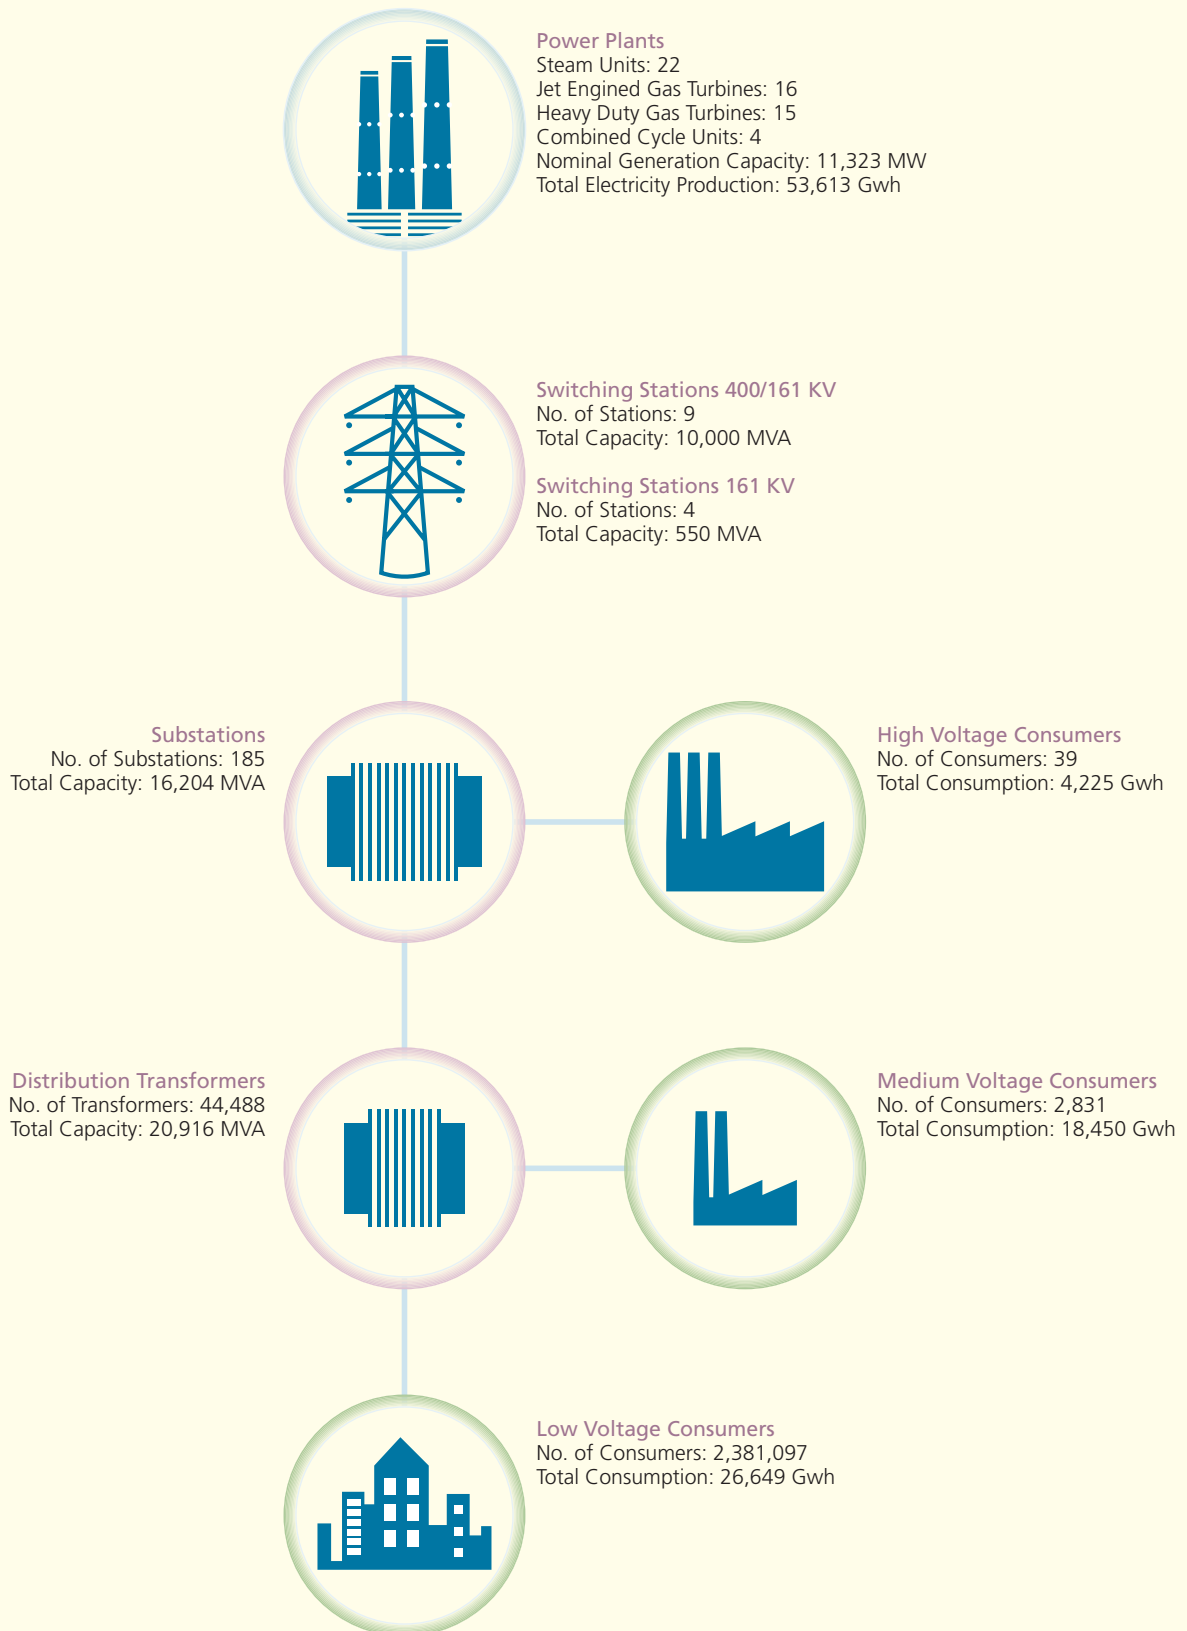 Power Plants
Steam Units: 22
Jet Engined Gas Turbines: 16
Heavy Duty Gas Turbines: 15
Combined Cycle Units: 4
Nominal Generation Capacity: 11,323 MW
Total Electricity Production: 53,613 Gwh
Switching Stations 400/161 KV
No. of Stations: 9
Total Capacity: 10,000 MVA
Switching Stations 161 KV
No. of Stations: 4
Total Capacity: 550 MVA
Substations
No. of Substations: 185
Total Capacity: 16,204 MVA
High Voltage Consumers
No. of Consumers: 39
Total Consumption: 4,225 Gwh
Distribution Transformers
No. of Transformers: 44,488
Total Capacity: 20,916 MVA
Medium Voltage Consumers
No. of Consumers: 2,831
Total Consumption: 18,450 Gwh
Low Voltage Consumers
No. of Consumers: 2,381,097
Total Consumption: 26,649 Gwh